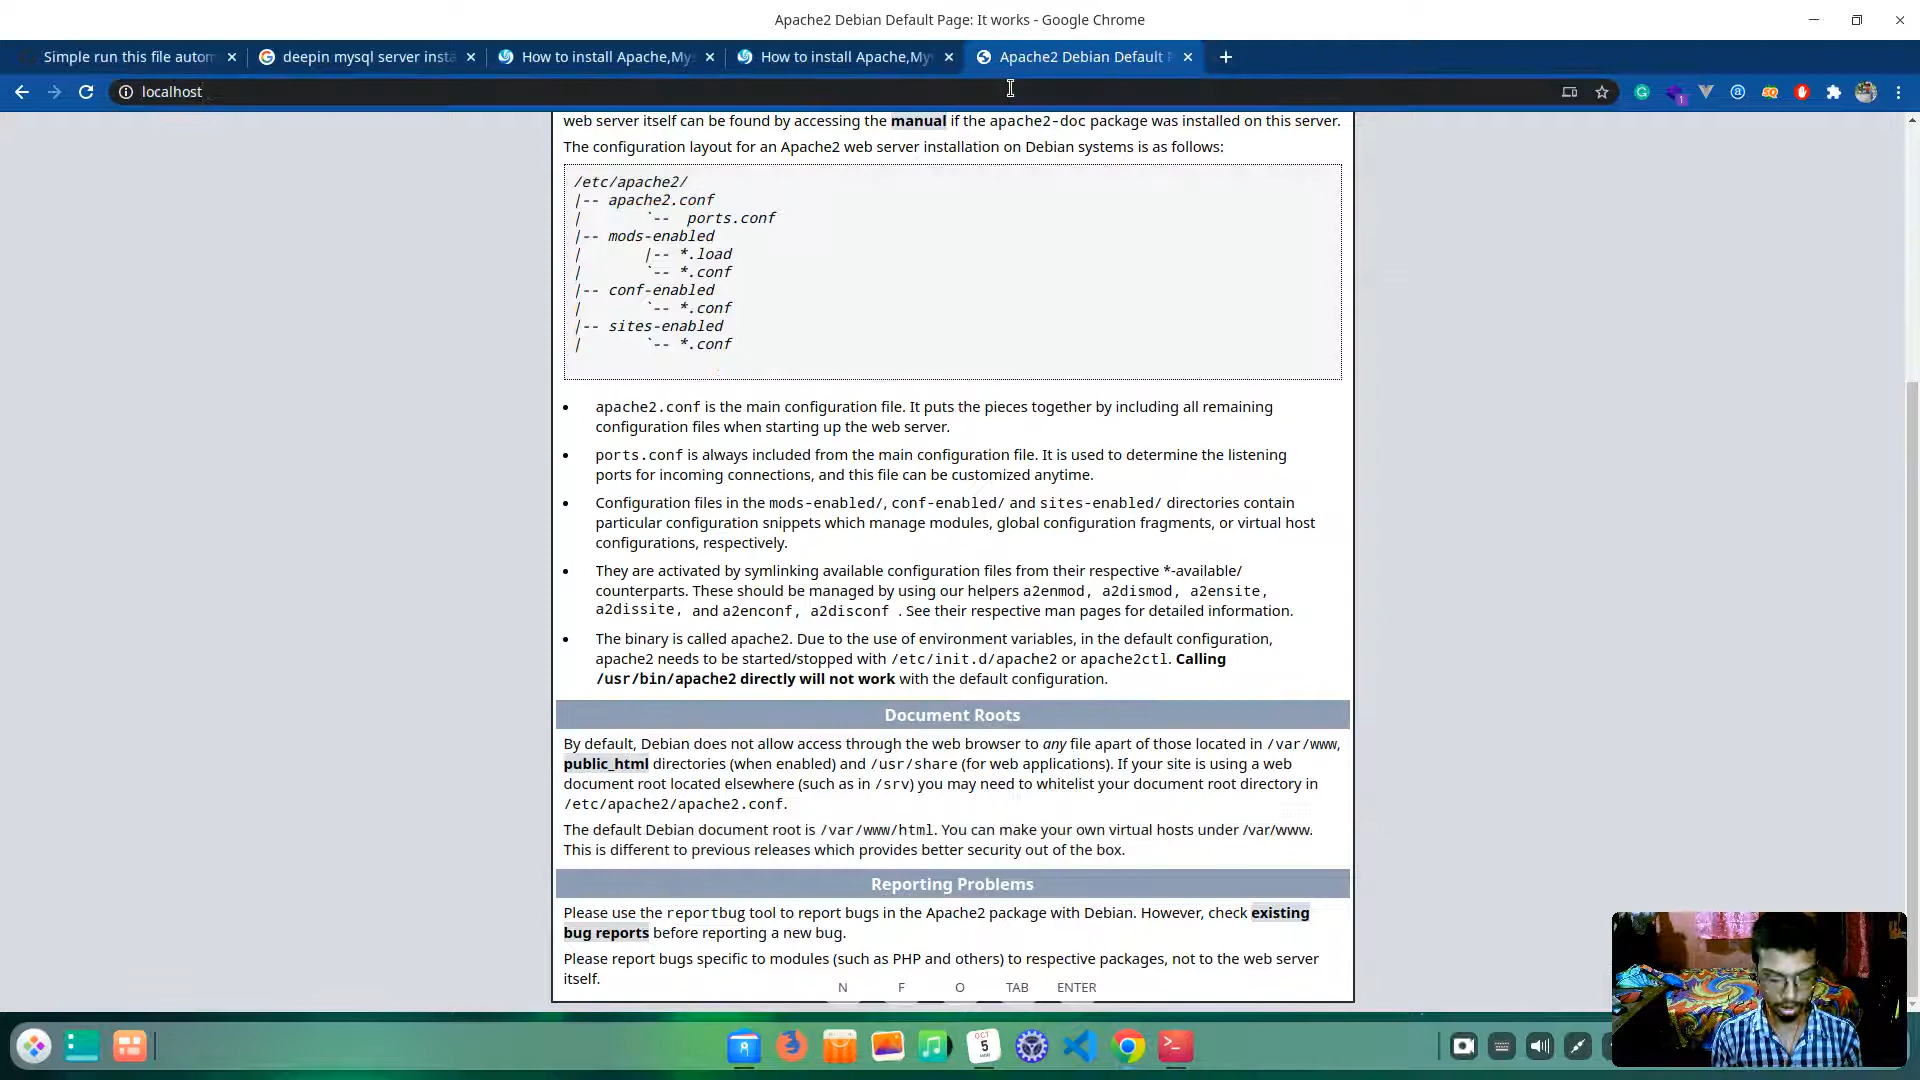 Apache2 Debian Default Page: It works - Google Chrome
Simple run this file autom
deepin mysql server insta
How to install Apache,Mys
How to install Apache,My
Apache2 Debian Default
localhost
web server itself can be found by accessing the manual if the apache2-doc package was installed on this server.
The configuration layout for an Apache2 web server installation on Debian systems is as follows:
/etc/apache2/
|-- apache2.conf
|       `--  ports.conf
|-- mods-enabled
|       |-- *.load
|       `-- *.conf
|-- conf-enabled
|       `-- *.conf
|-- sites-enabled
|       `-- *.conf
• apache2.conf is the main configuration file. It puts the pieces together by including all remaining
configuration files when starting up the web server.
• ports.conf is always included from the main configuration file. It is used to determine the listening
ports for incoming connections, and this file can be customized anytime.
• Configuration files in the mods-enabled/, conf-enabled/ and sites-enabled/ directories contain
particular configuration snippets which manage modules, global configuration fragments, or virtual host
configurations, respectively.
• They are activated by symlinking available configuration files from their respective *-available/
counterparts. These should be managed by using our helpers a2enmod, a2dismod, a2ensite,
a2dissite, and a2enconf, a2disconf . See their respective man pages for detailed information.
• The binary is called apache2. Due to the use of environment variables, in the default configuration,
apache2 needs to be started/stopped with /etc/init.d/apache2 or apache2ctl. Calling
/usr/bin/apache2 directly will not work with the default configuration.
Document Roots
By default, Debian does not allow access through the web browser to any file apart of those located in /var/www,
public_html directories (when enabled) and /usr/share (for web applications). If your site is using a web
document root located elsewhere (such as in /srv) you may need to whitelist your document root directory in
/etc/apache2/apache2.conf.
The default Debian document root is /var/www/html. You can make your own virtual hosts under /var/www.
This is different to previous releases which provides better security out of the box.
Reporting Problems
Please use the reportbug tool to report bugs in the Apache2 package with Debian. However, check existing
bug reports before reporting a new bug.
Please report bugs specific to modules (such as PHP and others) to respective packages, not to the web server
itself.
N F O TAB ENTER
OCT
5